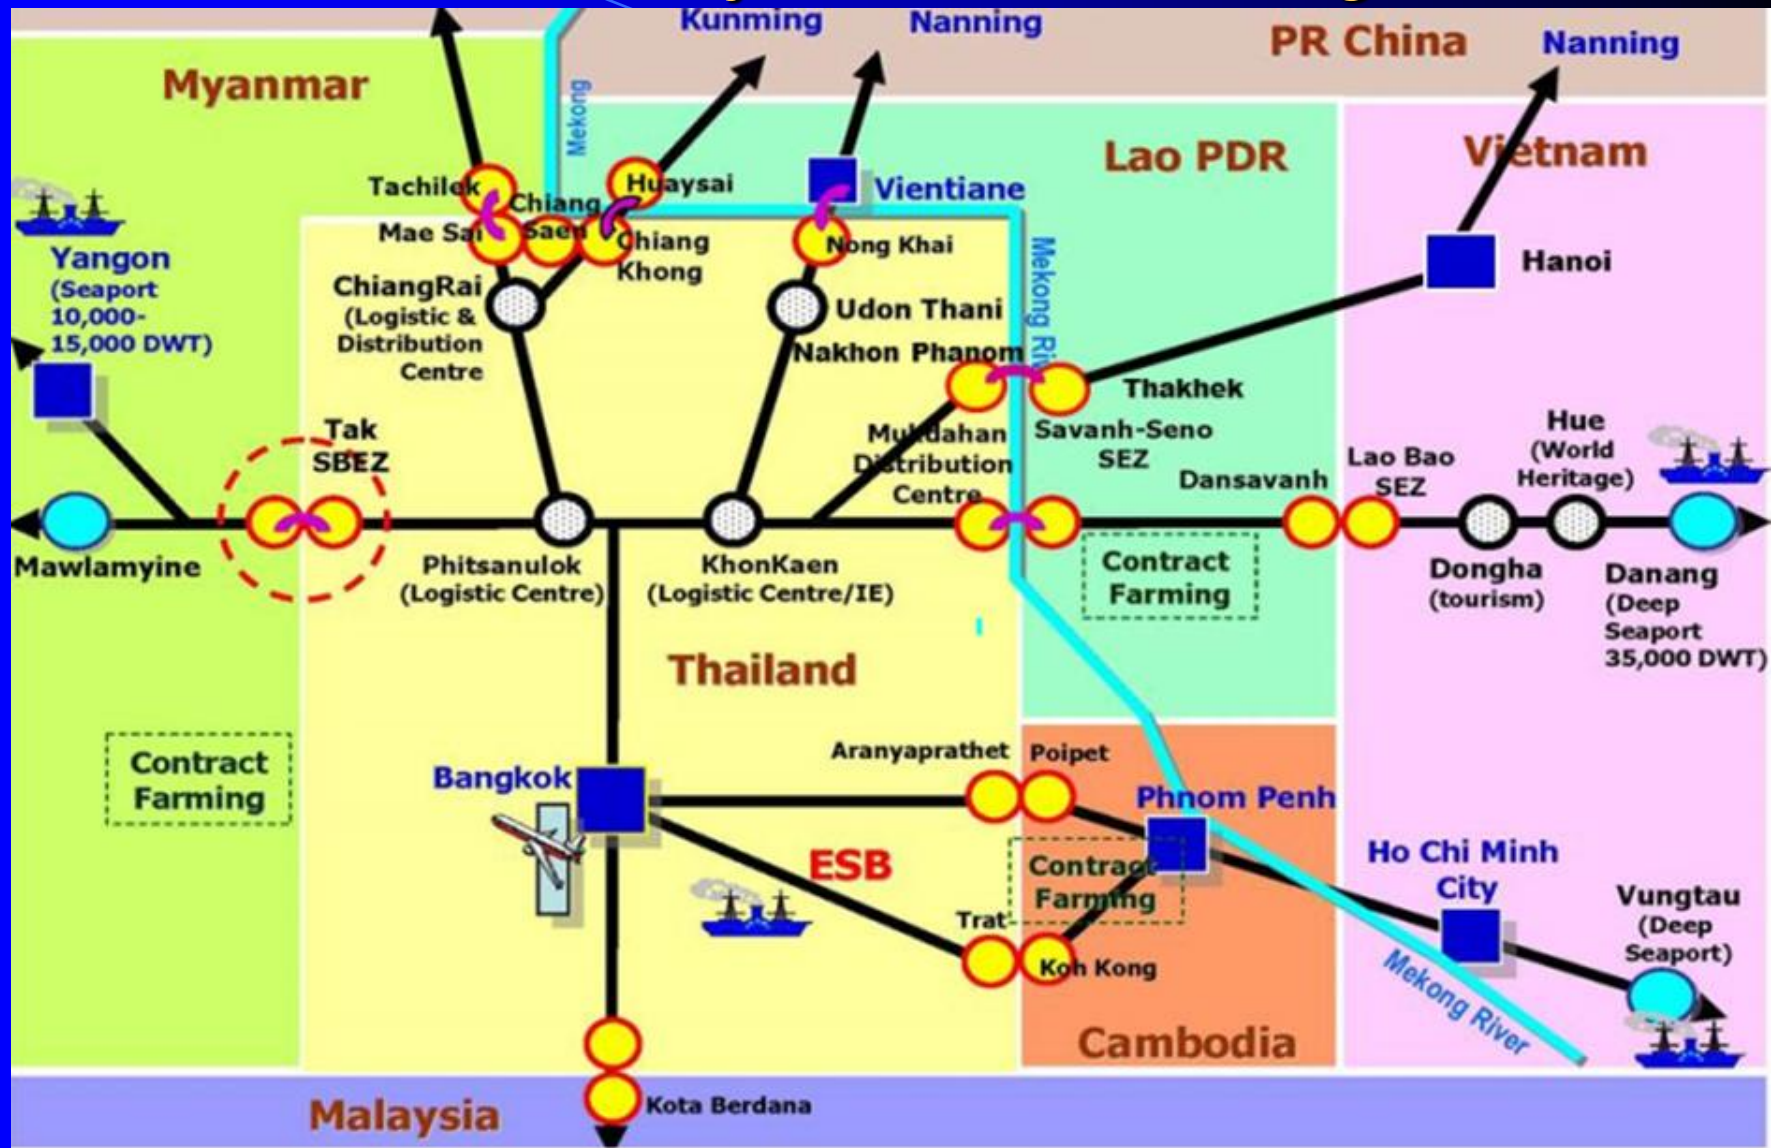 Kunming
Nanning
PR China
Nanning
Myanmar
Mekong
Lao PDR
Vietnam
Tachilek
Huaysai
Vientiane
Chiang
Saen
Mae Sai
Chiang
Khong
Nong Khai
Yangon
(Seaport
10,000-
15,000 DWT)
ChiangRai
(Logistic &
Distribution
Centre
Udon Thani
Mekong Riv
Hanoi
Nakhon Phanom
Thakhek
Tak
SBEZ
Mukdahan
Distribution
Centre
Savanh-Seno
SEZ
Dansavanh
Lao Bao
SEZ
Hue
(World
Heritage)
Mawlamyine
Phitsanulok
(Logistic Centre)
KhonKaen
(Logistic Centre/IE)
Contract
Farming
Dongha
(tourism)
Danang
(Deep
Seaport
35,000 DWT)
Thailand
Contract
Farming
Bangkok
Aranyaprathet
Poipet
Phnom Penh
ESB
Contract
Farming
Ho Chi Minh
City
Vungtau
(Deep
Seaport)
Trat
Koh Kong
Mekong River
Cambodia
Malaysia
Kota Berdana